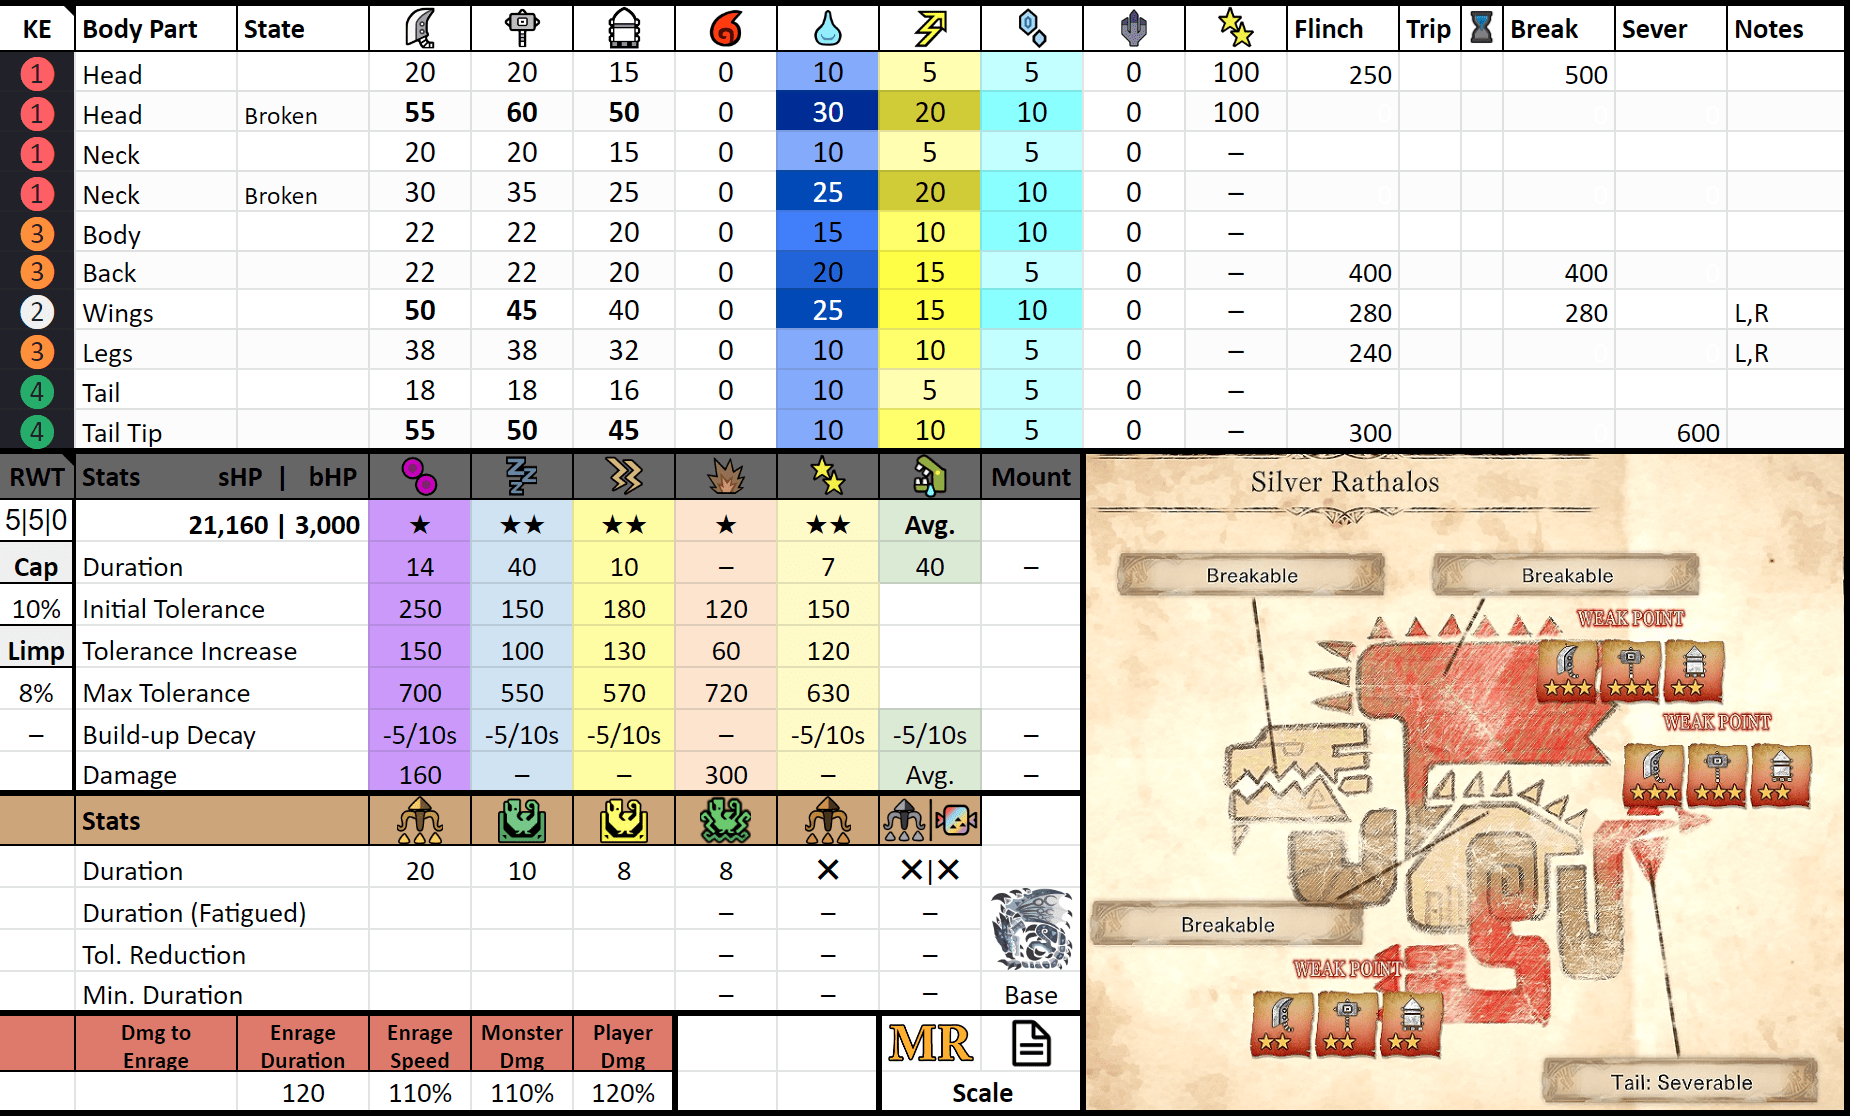 KE Body Part State Flinch Trip Break Sever Notes
1 Head 20 20 15 0 10 5 5 0 100 250 500
1 Head Broken 55 60 50 0 30 20 10 0 100
1 Neck 20 20 15 0 10 5 5 0 –
1 Neck Broken 30 35 25 0 25 20 10 0 –
3 Body 22 22 20 0 15 10 10 0 –
3 Back 22 22 20 0 20 15 5 0 – 400 400
2 Wings 50 45 40 0 25 15 10 0 – 280 280 L,R
3 Legs 38 38 32 0 10 10 5 0 – 240 L,R
4 Tail 18 18 16 0 10 5 5 0 –
4 Tail Tip 55 50 45 0 10 10 5 0 – 300 600
RWT Stats sHP | bHP Mount
5|5|0 21,160 | 3,000 ★ ★★ ★★ ★ ★★ Avg.
Cap Duration 14 40 10 – 7 40 –
10% Initial Tolerance 250 150 180 120 150
Limp Tolerance Increase 150 100 130 60 120
8% Max Tolerance 700 550 570 720 630
– Build-up Decay -5/10s -5/10s -5/10s – -5/10s -5/10s –
Damage 160 – – 300 – Avg. –
Stats
Duration 20 10 8 8 ✕ ✕|✕
Duration (Fatigued) – – –
Tol. Reduction – – –
Min. Duration – – – Base
Dmg to Enrage Enrage Duration Enrage Speed Monster Dmg Player Dmg MR
120 110% 110% 120% Scale
Silver Rathalos
Breakable Breakable
WEAK POINT
WEAK POINT
Breakable
WEAK POINT
Tail: Severable